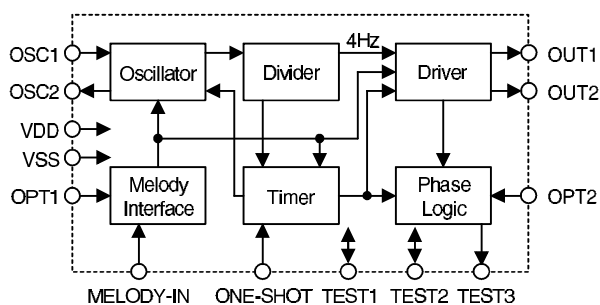 4Hz
OSC1
Oscillator
Divider
Driver
OUT1
OSC2
OUT2
VDD
VSS
OPT1
Melody
Interface
Timer
Phase
Logic
OPT2
MELODY-IN
ONE-SHOT
TEST1
TEST2
TEST3